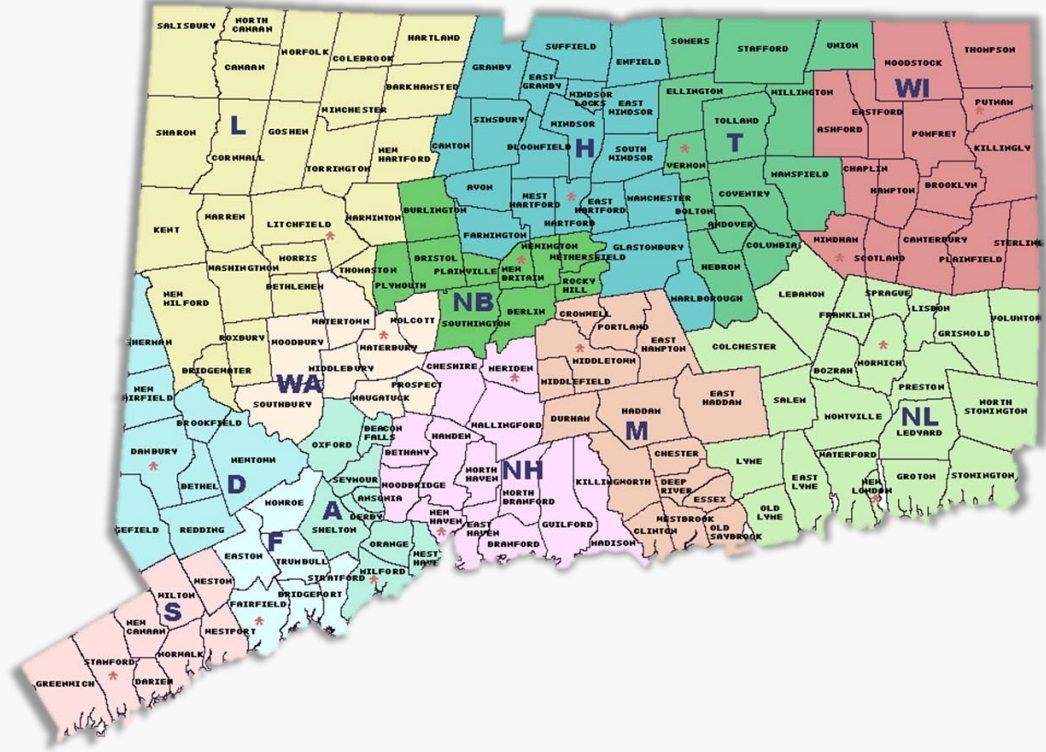 SALISBURY
NORTH
CANAAN
NORFOLK
COLEBROOK
HARTLAND
CANAAN
BARKHAMSTED
WINCHESTER
SHARON
L
GOSHEN
CORNWALL
TORRINGTON
NEW
HARTFORD
KENT
WARREN
LITCHFIELD
HARWINTON
MORRIS
WASHINGTON
BETHLEHEM
THOMASTON
NEW
MILFORD
ROXBURY
BRIDGEWATER
SUFFIELD
ENFIELD
GRANBY
EAST
GRANBY
WINDSOR
LOCKS
EAST
WINDSOR
SIMSBURY
WINDSOR
BLOOMFIELD
H
SOUTH
WINDSOR
CANTON
AVON
WEST
HARTFORD
EAST
HARTFORD
HARTFORD
MANCHESTER
FARMINGTON
GLASTONBURY
MARLBOROUGH
SOMERS
STAFFORD
UNION
ELLINGTON
WILLINGTON
TOLLAND
T
VERNON
MANSFIELD
COVENTRY
BOLTON
ANDOVER
COLUMBIA
HEBRON
WOODSTOCK
THOMPSON
WI
EASTFORD
PUTNAM
ASHFORD
POMFRET
KILLINGLY
CHAPLIN
HAMPTON
BROOKLYN
WINDHAM
SCOTLAND
CANTERBURY
PLAINFIELD
STERLING
BURLINGTON
BRISTOL
PLAINVILLE
NEWINGTON
WETHERSFIELD
NEW
BRITAIN
ROCKY
HILL
PLYMOUTH
NB
SOUTHINGTON
BERLIN
WATERTOWN
WOLCOTT
WOODBURY
WATERBURY
MIDDLEBURY
WA
PROSPECT
NAUGATUCK
SOUTHBURY
CROMWELL
PORTLAND
EAST
HAMPTON
MIDDLETOWN
MIDDLEFIELD
DURHAM
HADDAM
EAST
HADDAM
M
CHESTER
KILLINGWORTH
DEEP
RIVER
ESSEX
WESTBROOK
CLINTON
OLD
SAYBROOK
LEBANON
SPRAGUE
FRANKLIN
LISBON
GRISWOLD
VOLUNTO
COLCHESTER
BOZRAH
NORWICH
PRESTON
SALEM
MONTVILLE
NL
LEDYARD
NORTH
STONINGTON
LYME
EAST
LYME
WATERFORD
NEW
LONDON
GROTON
STONINGTON
OLD
LYME
CHESHIRE
MERIDEN
WALLINGFORD
HAMDEN
BETHANY
WOODBRIDGE
NORTH
HAVEN
NH
NORTH
BRANFORD
NEW
HAVEN
EAST
HAVEN
BRANFORD
GUILFORD
MADISON
OXFORD
BEACON
FALLS
SEYMOUR
ANSONIA
DERBY
A
SHELTON
ORANGE
MILFORD
WEST
HAVE
HERMAN
NEW
AIRFIELD
BROOKFIELD
DANBURY
NEWTOWN
BETHEL
D
GEFIELD
REDDING
MONROE
F
EASTON
TRUMBULL
STRATFORD
BRIDGEPORT
FAIRFIELD
WESTON
WILTON
S
NEW
CANAAN
WESTPORT
NORWALK
STAMFORD
DARIEN
GREENWICH